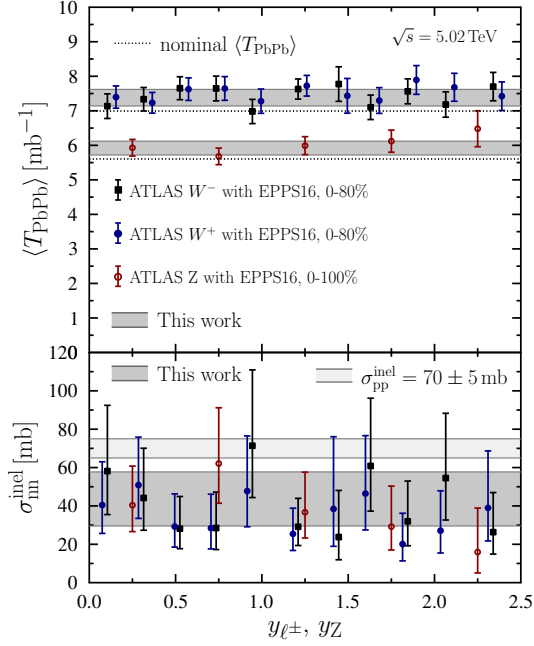 10
9
8
7
6
5
4
3
2
1
⟨T_PbPb⟩ [mb⁻¹]
nominal ⟨T_PbPb⟩
√s = 5.02 TeV
ATLAS W⁻ with EPPS16, 0-80%
ATLAS W⁺ with EPPS16, 0-80%
ATLAS Z with EPPS16, 0-100%
This work
120
100
80
60
40
20
0
σ_nn^inel [mb]
This work
σ_pp^inel = 70 ± 5 mb
0.0 0.5 1.0 1.5 2.0 2.5
y_ℓ±, y_Z